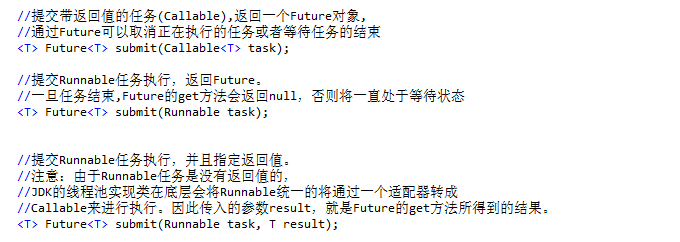 //提交带返回值的任务(Callable),返回一个Future对象,
//通过Future可以取消正在执行的任务或者等待任务的结束
<T> Future<T> submit(Callable<T> task);
//提交Runnable任务执行，返回Future。
//一旦任务结束,Future的get方法会返回null，否则将一直处于等待状态
<T> Future<T> submit(Runnable task);
//提交Runnable任务执行，并且指定返回值。
//注意：由于Runnable任务是没有返回值的，
//JDK的线程池实现类在底层会将Runnable统一的将通过一个适配器转成
//Callable来进行执行。因此传入的参数result，就是Future的get方法所得到的结果。
<T> Future<T> submit(Runnable task, T result);